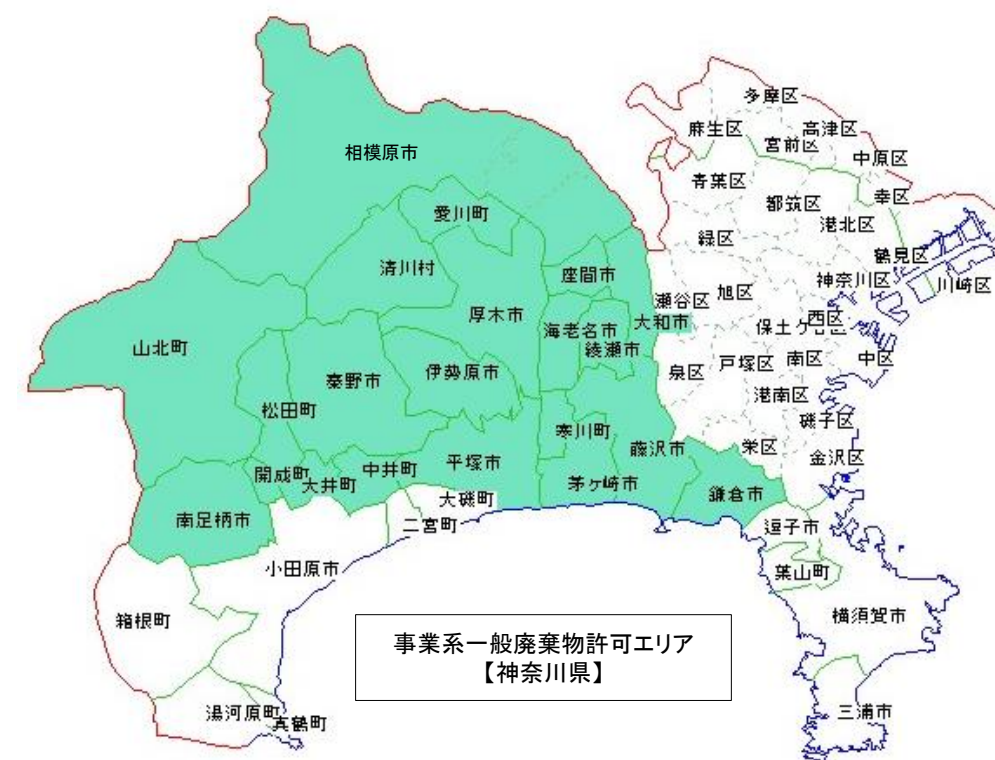 多摩区
麻生区
高津区
宮前区
中原区
相模原市
青葉区
幸区
都筑区
愛川町
港北区
緑区
鶴見区
清川村
座間市
神奈川区
川崎区
瀬谷区
旭区
厚木市
西区
大和市
海老名市
保土ケ
綾瀬市
山北町
戸塚区
南区
中区
伊勢原市
泉区
秦野市
港南区
松田町
磯子区
寒川町
藤沢市
栄区
金沢区
中井町
平塚市
開成町
大井町
茅ヶ崎市
鎌倉市
大磯町
南足柄市
二宮町
逗子市
小田原市
葉山町
箱根町
横須賀市
事業系一般廃棄物許可エリア
【神奈川県】
湯河原町
真鶴町
三浦市